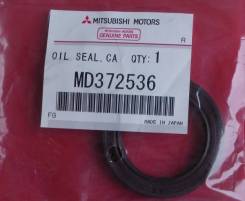 MITSUBISHI MOTORS
GENUINE PARTS
R
OIL SEAL, CA QTY: 1
MD372536
FG
MADE IN JAPAN